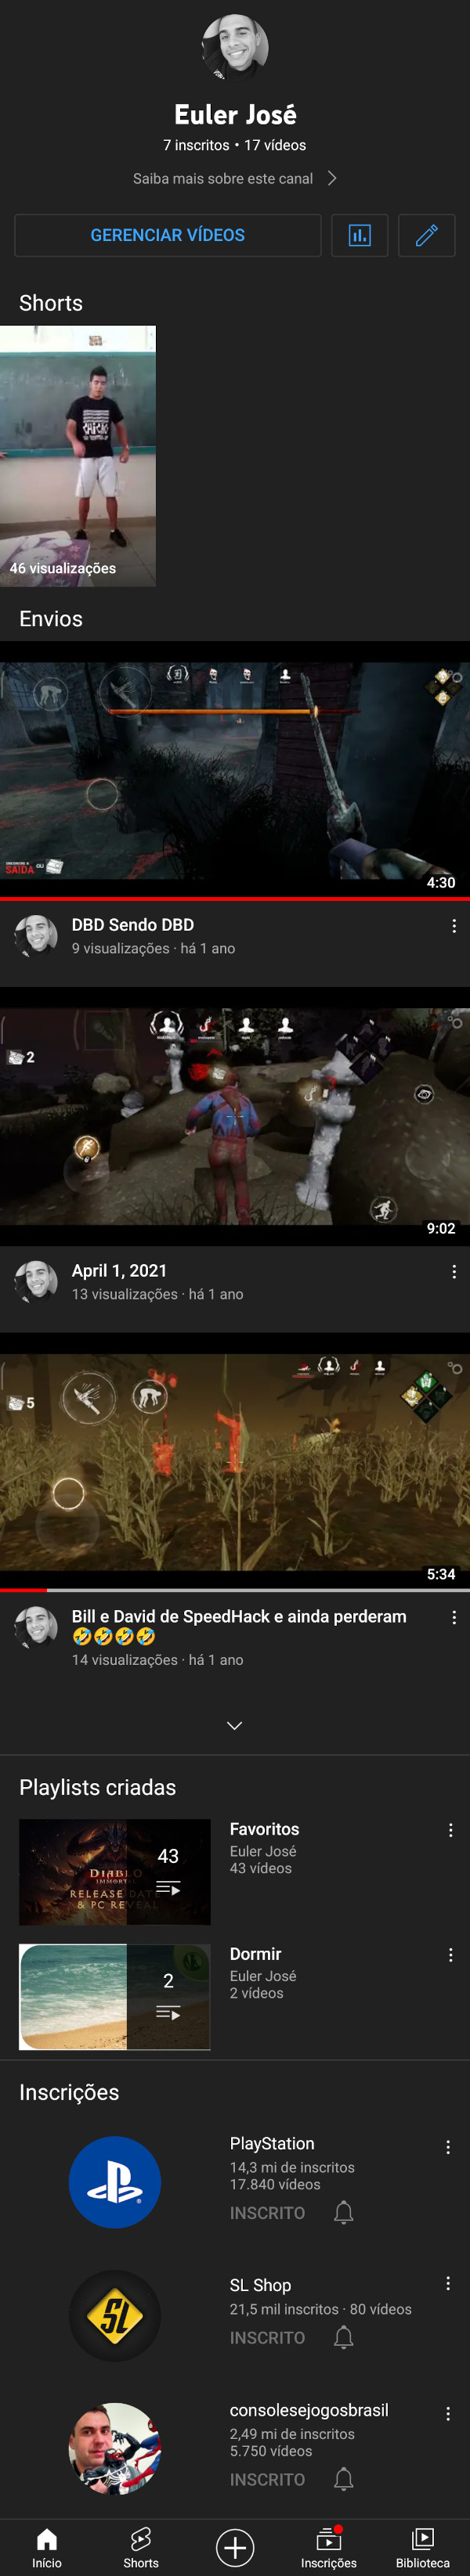 Euler José
7 inscritos • 17 vídeos
Saiba mais sobre este canal
GERENCIAR VÍDEOS
Shorts
46 visualizações
Envios
SAÍDA OU
4:30
DBD Sendo DBD
9 visualizações · há 1 ano
2
9:02
April 1, 2021
13 visualizações · há 1 ano
5
5:34
Bill e David de SpeedHack e ainda perderam
🤣🤣🤣🤣
14 visualizações · há 1 ano
Playlists criadas
DIABLO
IMMORTAL
RELEASE DATE
& PC REVEAL
43
Favoritos
Euler José
43 vídeos
2
Dormir
Euler José
2 vídeos
Inscrições
PlayStation
14,3 mi de inscritos
17.840 vídeos
INSCRITO
SL
SL Shop
21,5 mil inscritos · 80 vídeos
INSCRITO
consolesejogosbrasil
2,49 mi de inscritos
5.750 vídeos
INSCRITO
Início
Shorts
Inscrições
Biblioteca